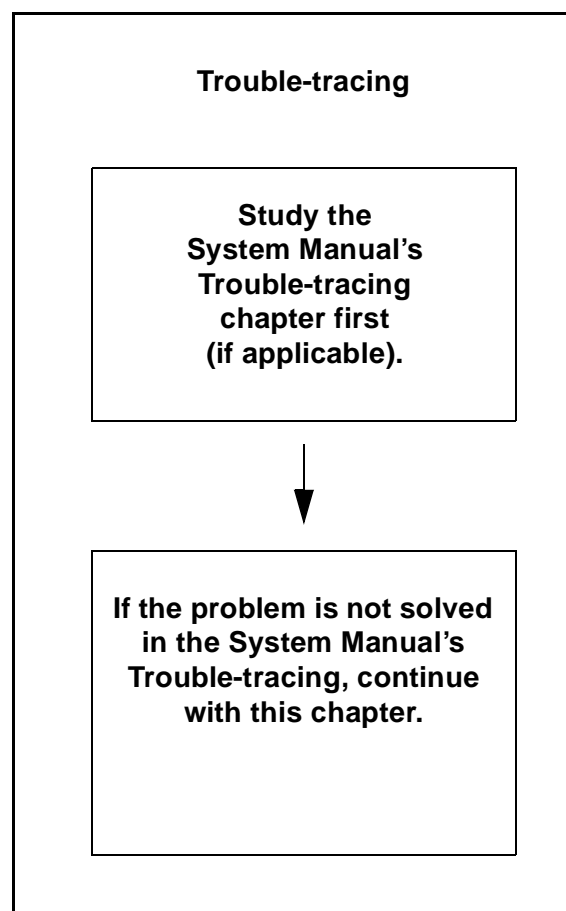 Trouble-tracing
Study the
System Manual’s
Trouble-tracing
chapter first
(if applicable).
If the problem is not solved
in the System Manual’s
Trouble-tracing, continue
with this chapter.